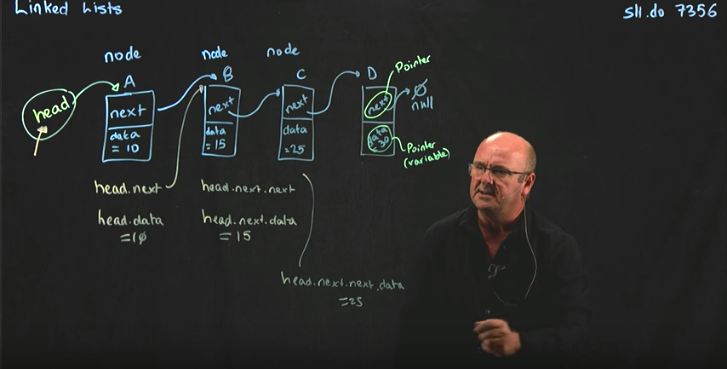 Linked Lists
sli.do 7356
node
node
node
Pointer
A
B
C
D
head
next
next
next
next
∅
null
data
= 10
data
=15
data
=25
data
=30
Pointer
(variable)
head.next
head.next.next
head.data
=10
head.next.data
=15
head.next.next.data
=25